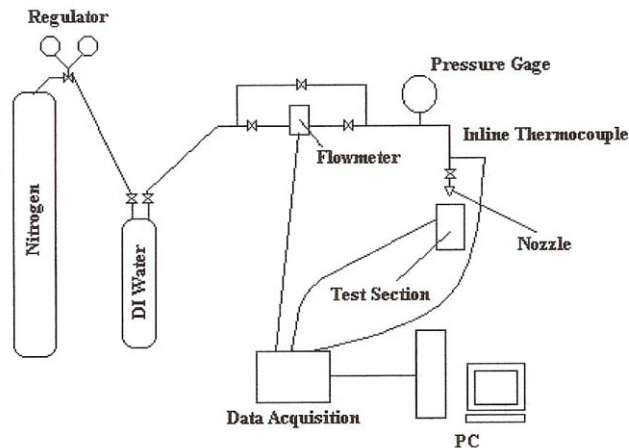 Regulator
Pressure Gage
Inline Thermocouple
Flowmeter
Nitrogen
DI Water
Nozzle
Test Section
Data Acquisition
PC